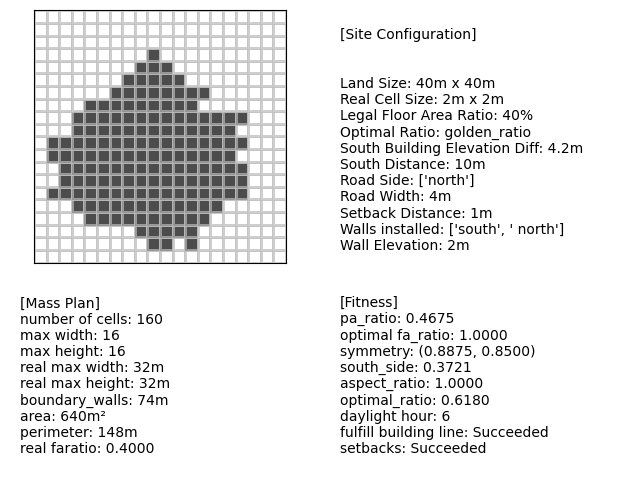 [Site Configuration]
Land Size: 40m x 40m
Real Cell Size: 2m x 2m
Legal Floor Area Ratio: 40%
Optimal Ratio: golden_ratio
South Building Elevation Diff: 4.2m
South Distance: 10m
Road Side: ['north']
Road Width: 4m
Setback Distance: 1m
Walls installed: ['south', ' north']
Wall Elevation: 2m
[Mass Plan]
number of cells: 160
max width: 16
max height: 16
real max width: 32m
real max height: 32m
boundary_walls: 74m
area: 640m²
perimeter: 148m
real faratio: 0.4000
[Fitness]
pa_ratio: 0.4675
optimal fa_ratio: 1.0000
symmetry: (0.8875, 0.8500)
south_side: 0.3721
aspect_ratio: 1.0000
optimal_ratio: 0.6180
daylight hour: 6
fulfill building line: Succeeded
setbacks: Succeeded